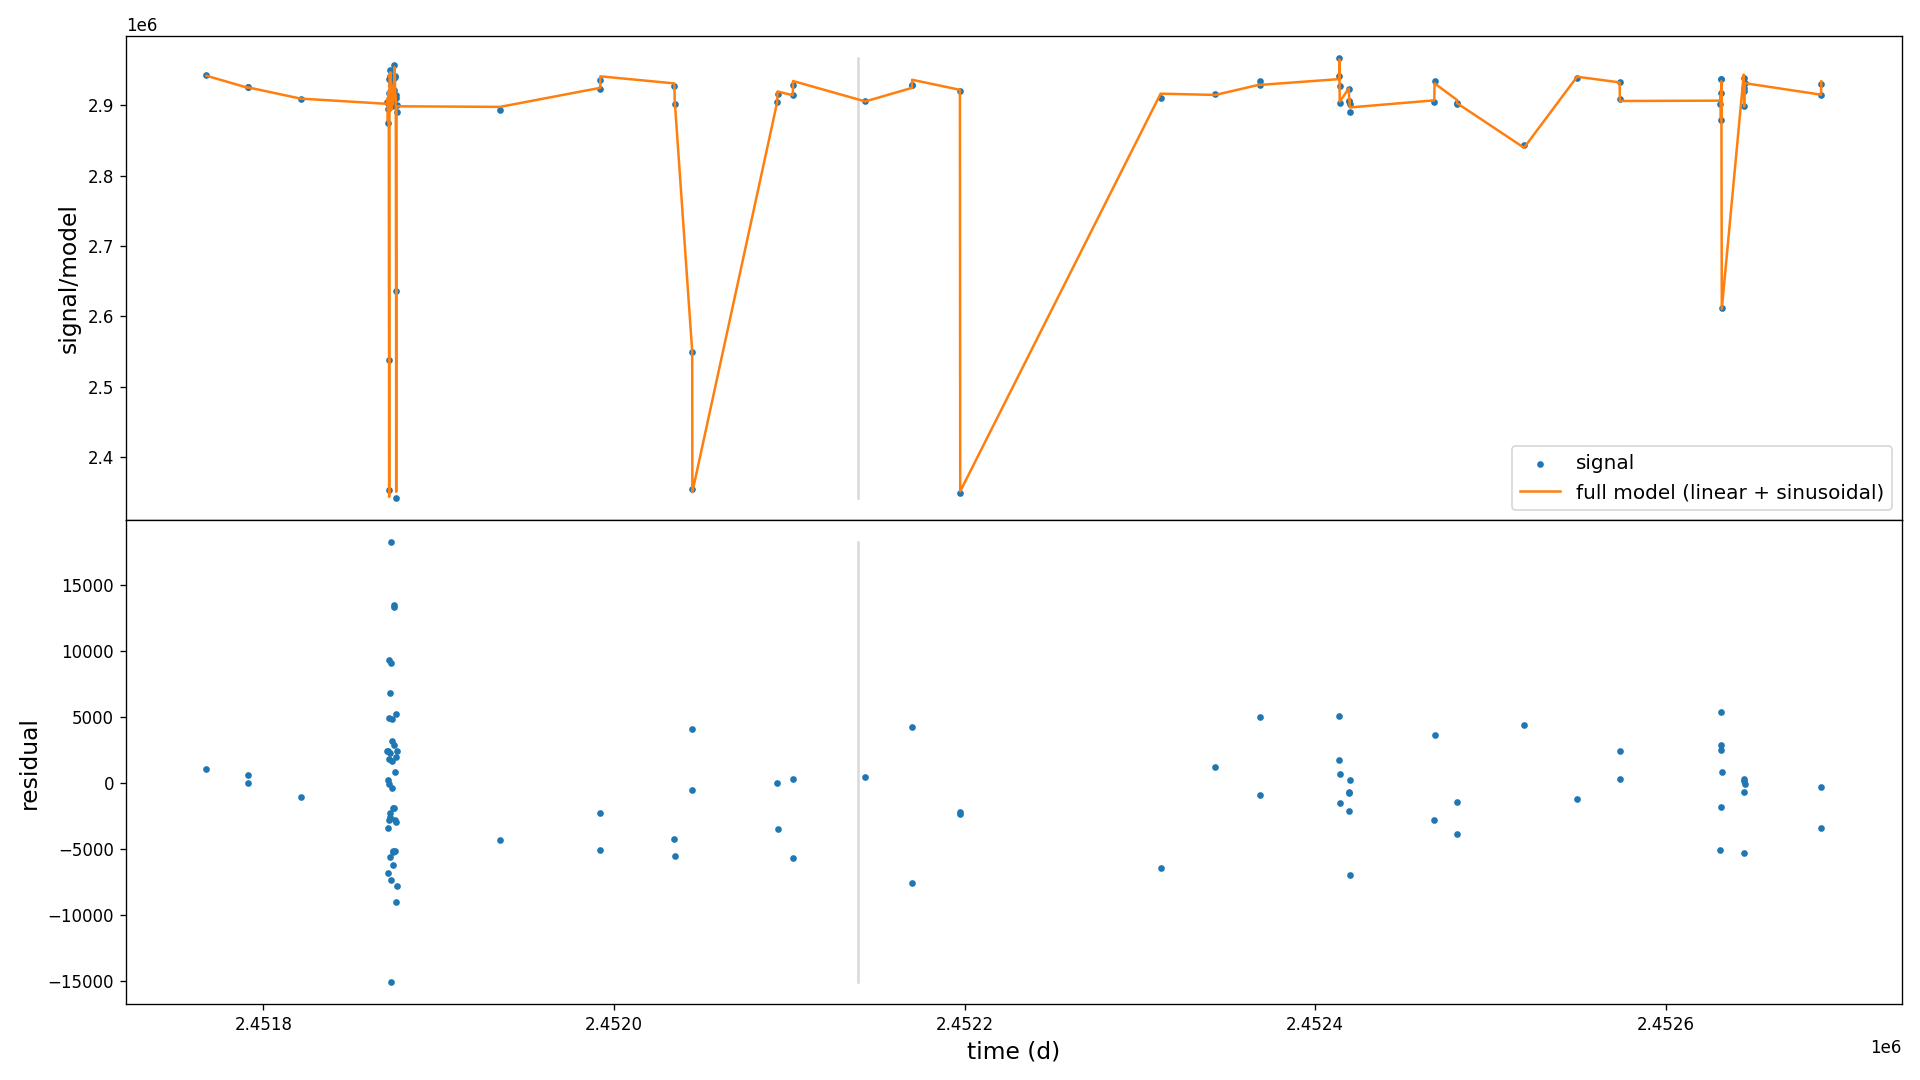 1e6
2.9
2.8
2.7
2.6
2.5
2.4
signal/model
signal
full model (linear + sinusoidal)
15000
10000
5000
0
−5000
−10000
−15000
residual
2.4518
2.4520
2.4522
2.4524
2.4526
time (d)
1e6